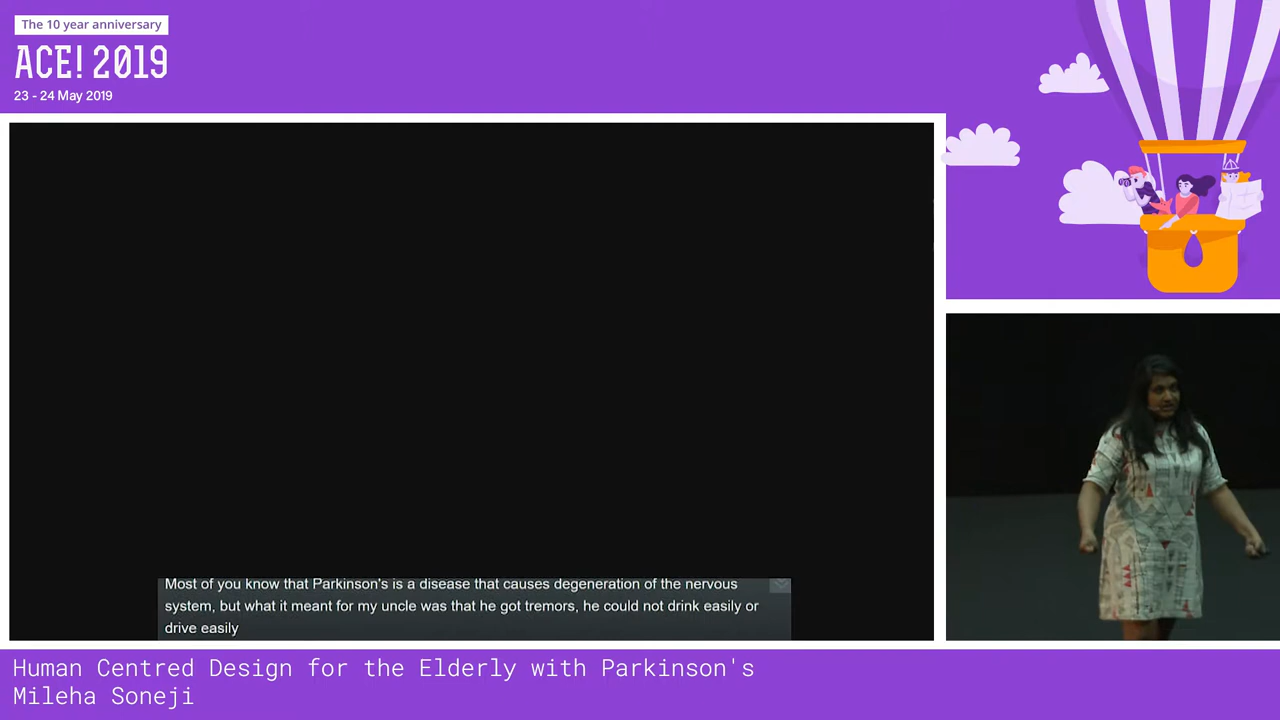 The 10 year anniversary
ACE! 2019
23 - 24 May 2019
Most of you know that Parkinson's is a disease that causes degeneration of the nervous
system, but what it meant for my uncle was that he got tremors, he could not drink easily or
drive easily
Human Centred Design for the Elderly with Parkinson's
Mileha Soneji